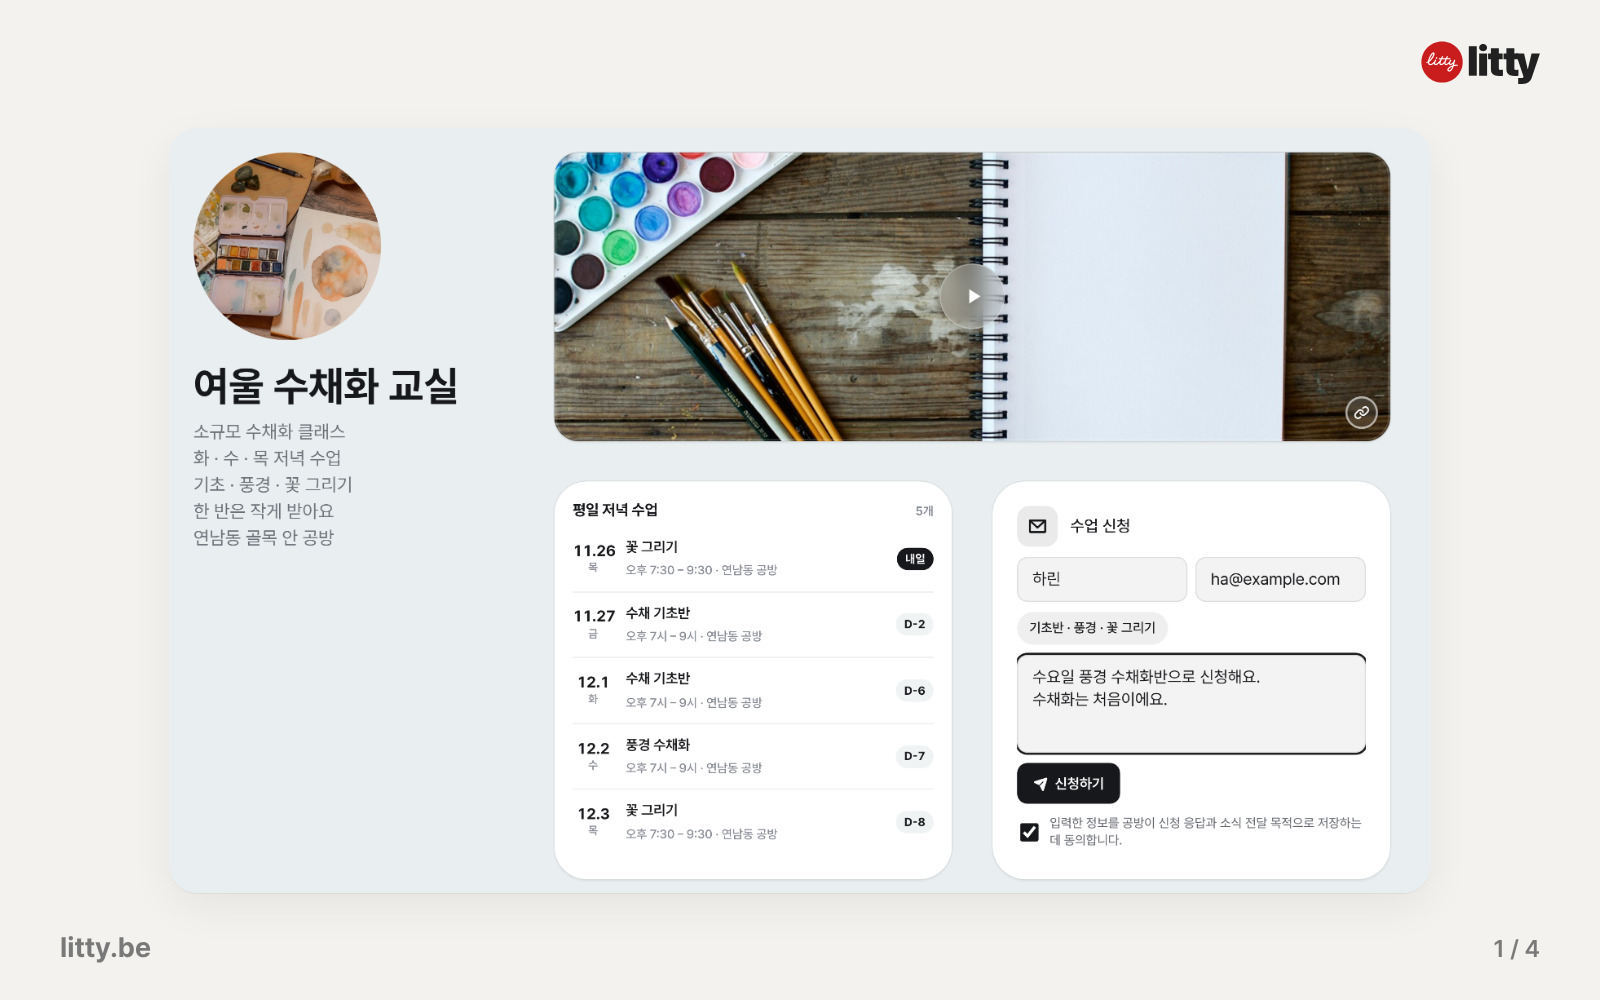 litty litty
여울 수채화 교실
소규모 수채화 클래스
화 · 수 · 목 저녁 수업
기초 · 풍경 · 꽃 그리기
한 반은 작게 받아요
연남동 골목 안 공방
평일 저녁 수업 5개
11.26 꽃 그리기
목 오후 7:30 – 9:30 · 연남동 공방 내일
11.27 수채 기초반
금 오후 7시 – 9시 · 연남동 공방 D-2
12.1 수채 기초반
화 오후 7시 – 9시 · 연남동 공방 D-6
12.2 풍경 수채화
수 오후 7시 – 9시 · 연남동 공방 D-7
12.3 꽃 그리기
목 오후 7:30 – 9:30 · 연남동 공방 D-8
수업 신청
하린 ha@example.com
기초반 · 풍경 · 꽃 그리기
수요일 풍경 수채화반으로 신청해요.
수채화는 처음이에요.
신청하기
입력한 정보를 공방이 신청 응답과 소식 전달 목적으로 저장하는
데 동의합니다.
litty.be
1 / 4